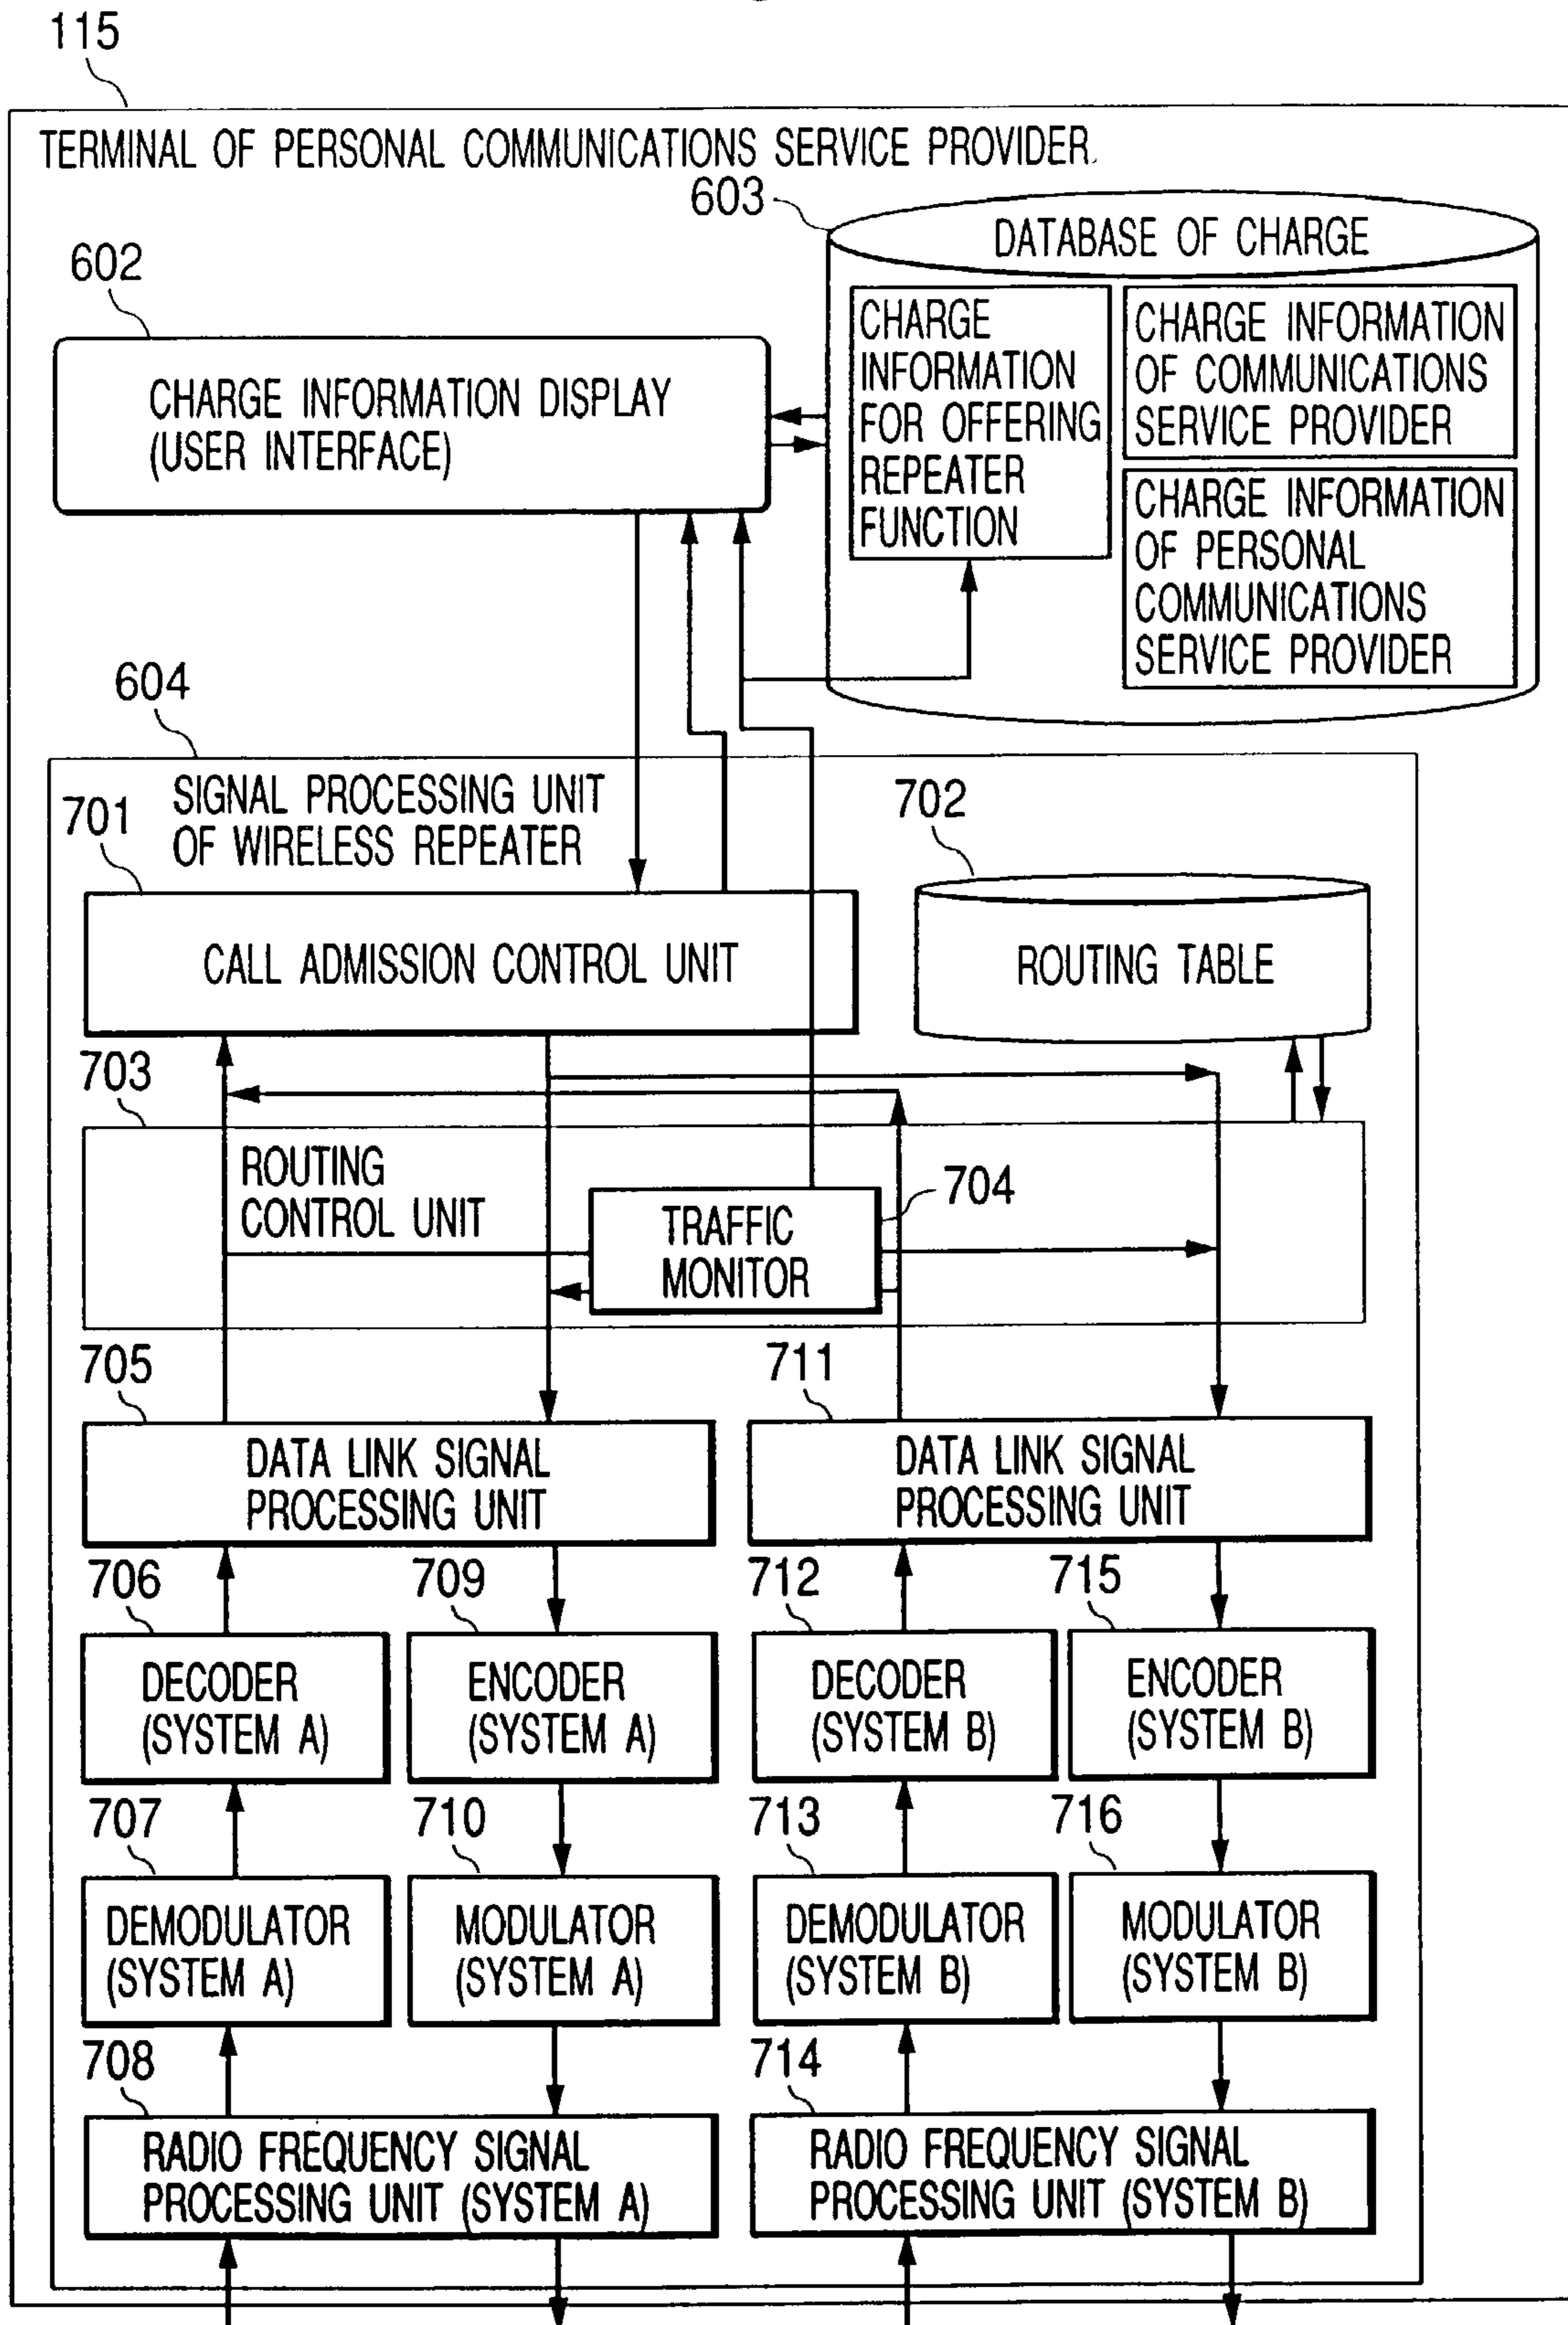 115
TERMINAL OF PERSONAL COMMUNICATIONS SERVICE PROVIDER
603
DATABASE OF CHARGE
602
CHARGE INFORMATION DISPLAY
(USER INTERFACE)
CHARGE
INFORMATION
FOR OFFERING
REPEATER
FUNCTION
CHARGE INFORMATION
OF COMMUNICATIONS
SERVICE PROVIDER
CHARGE INFORMATION
OF PERSONAL
COMMUNICATIONS
SERVICE PROVIDER
604
SIGNAL PROCESSING UNIT
OF WIRELESS REPEATER
701
CALL ADMISSION CONTROL UNIT
702
ROUTING TABLE
703
ROUTING
CONTROL UNIT
704
TRAFFIC
MONITOR
705
DATA LINK SIGNAL
PROCESSING UNIT
711
DATA LINK SIGNAL
PROCESSING UNIT
706
DECODER
(SYSTEM A)
709
ENCODER
(SYSTEM A)
712
DECODER
(SYSTEM B)
715
ENCODER
(SYSTEM B)
707
DEMODULATOR
(SYSTEM A)
710
MODULATOR
(SYSTEM A)
713
DEMODULATOR
(SYSTEM B)
716
MODULATOR
(SYSTEM B)
708
RADIO FREQUENCY SIGNAL
PROCESSING UNIT (SYSTEM A)
714
RADIO FREQUENCY SIGNAL
PROCESSING UNIT (SYSTEM B)